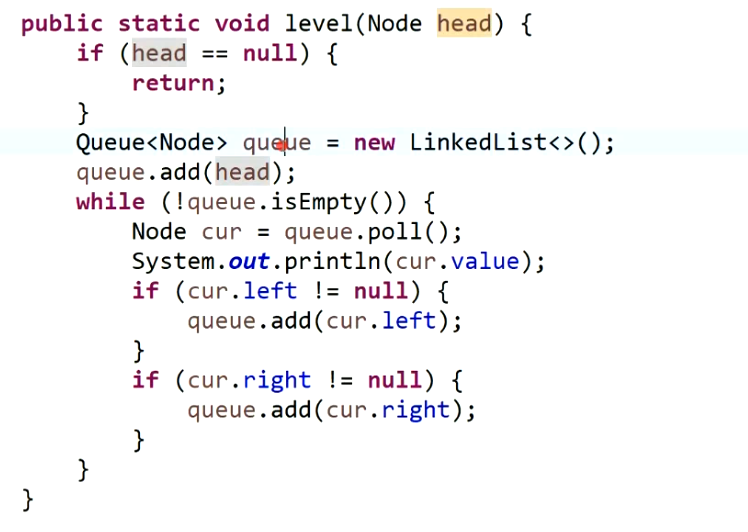 public static void level(Node head) {
    if (head == null) {
        return;
    }
    Queue<Node> queue = new LinkedList<>();
    queue.add(head);
    while (!queue.isEmpty()) {
        Node cur = queue.poll();
        System.out.println(cur.value);
        if (cur.left != null) {
            queue.add(cur.left);
        }
        if (cur.right != null) {
            queue.add(cur.right);
        }
    }
}